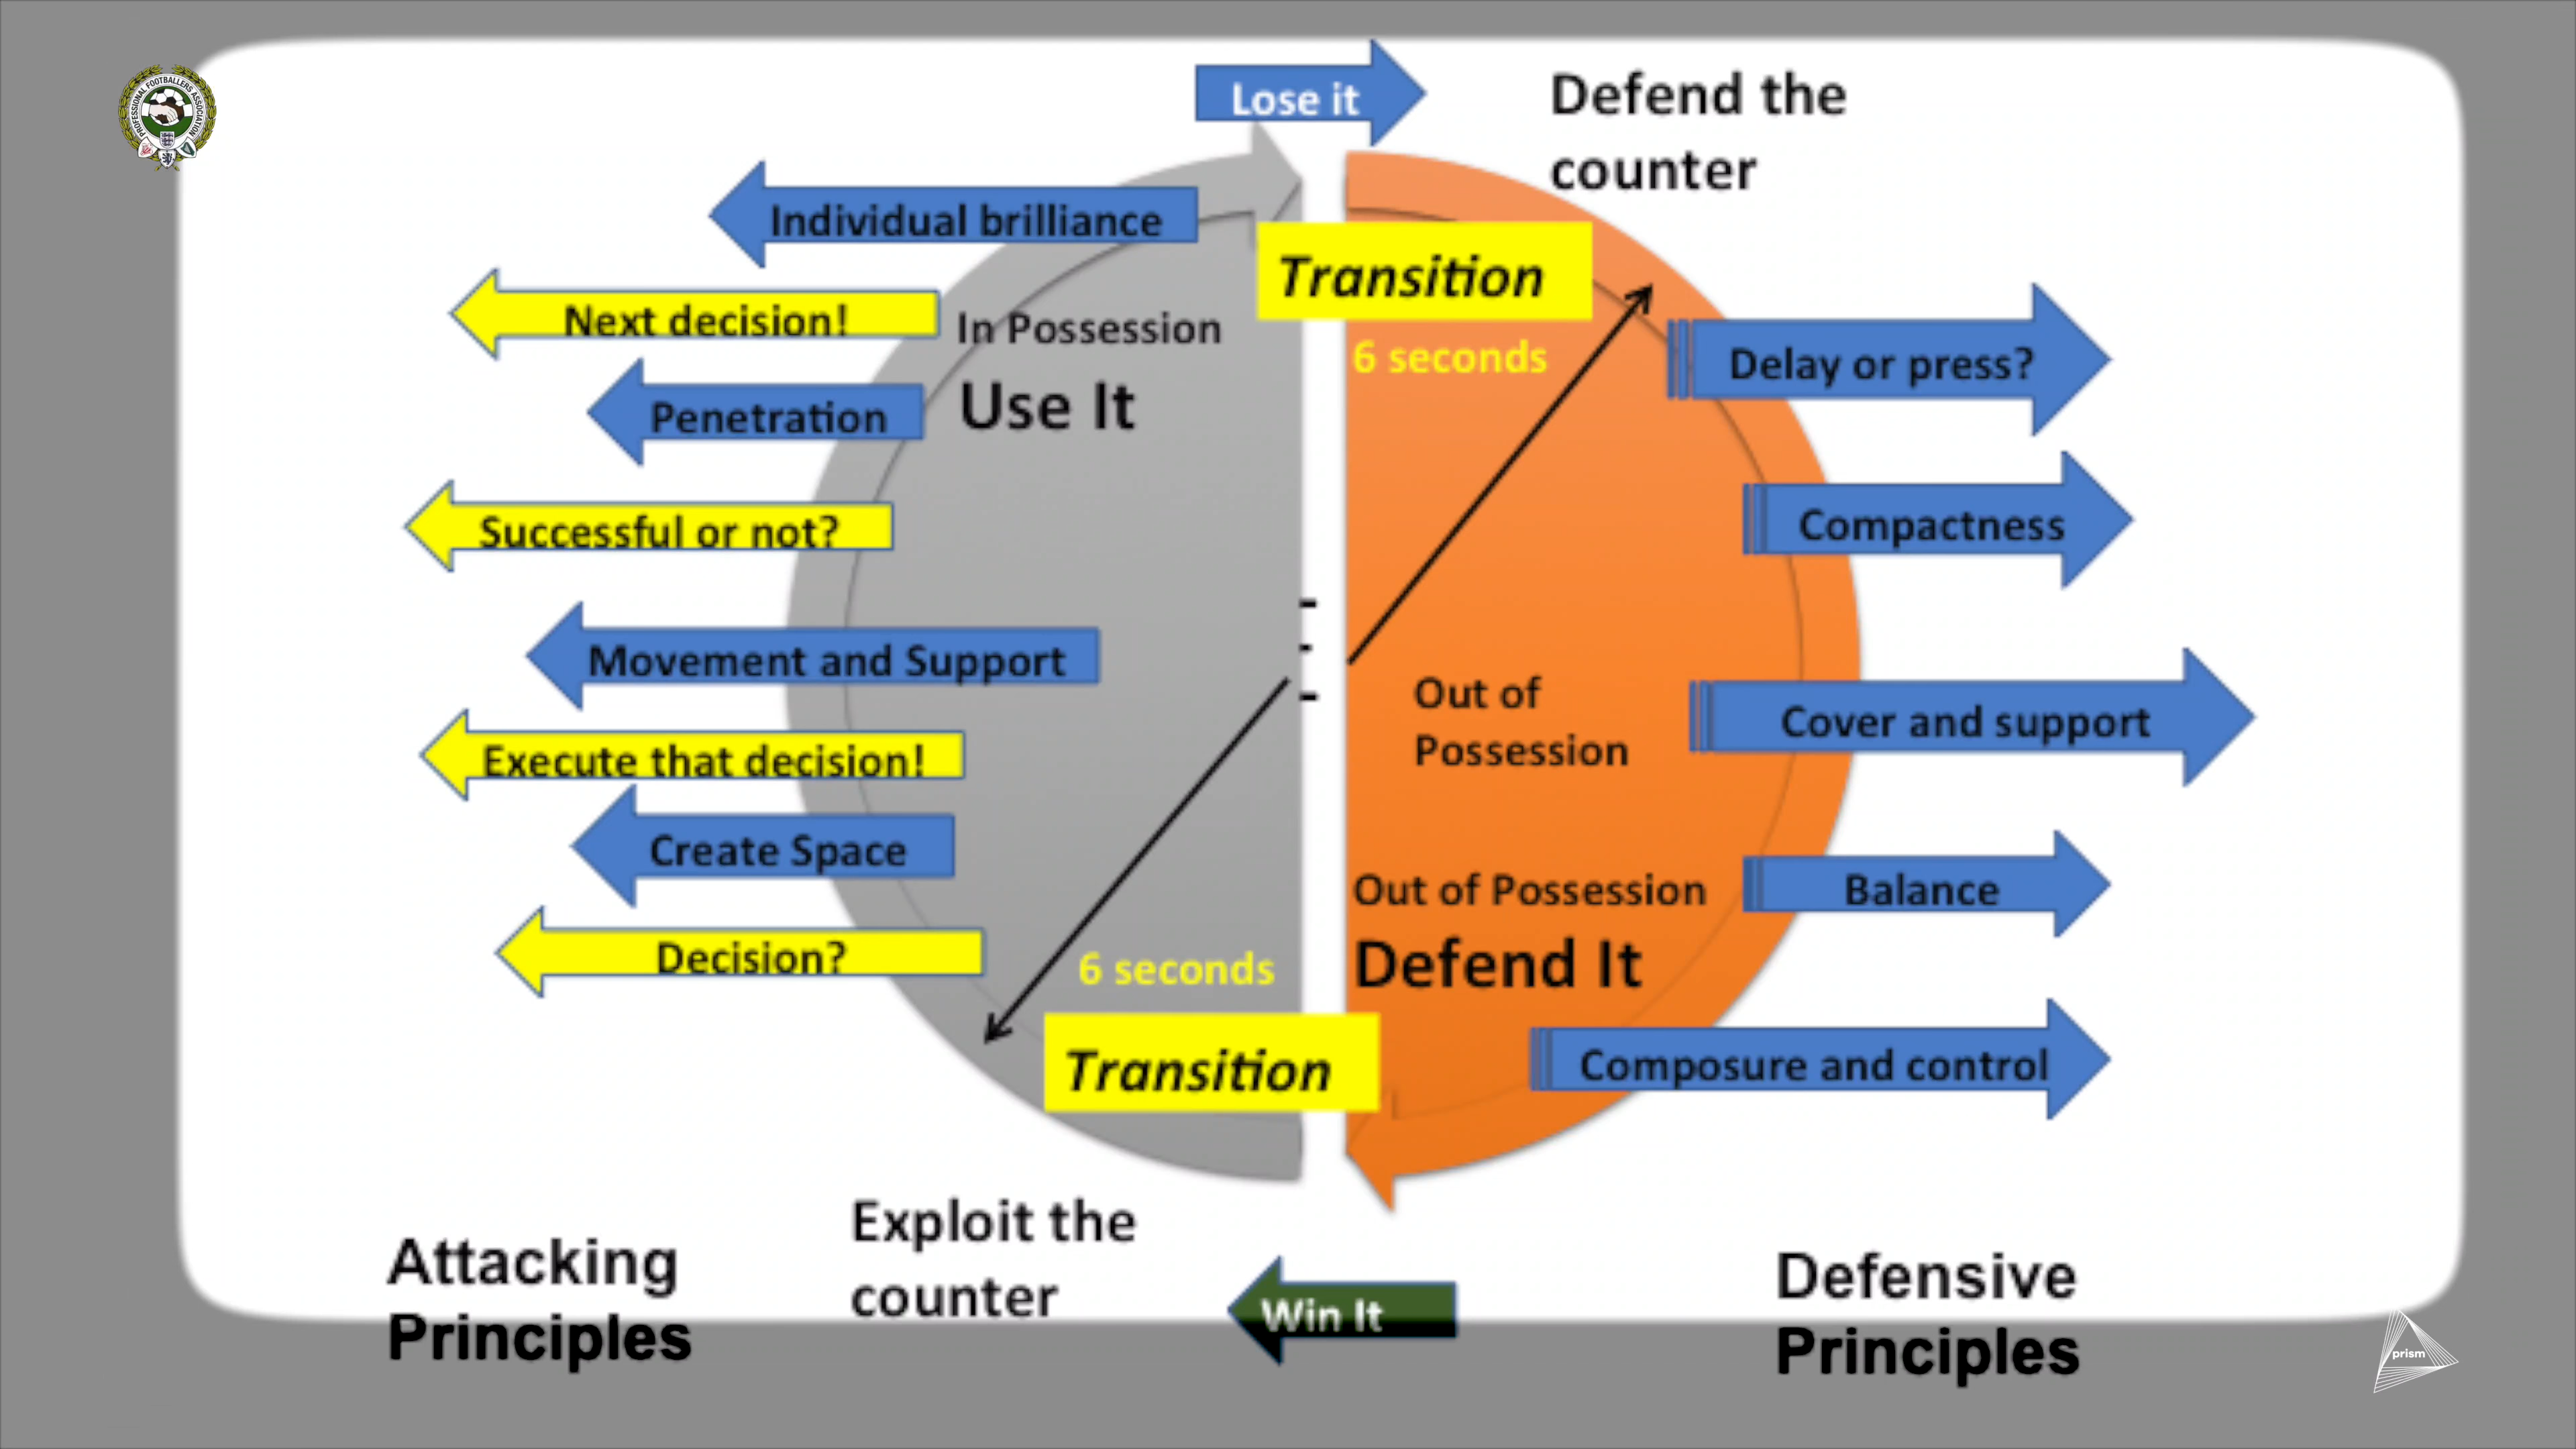 PROFESSIONAL FOOTBALLERS ASSOCIATION
Lose it
Defend the
counter
Individual brilliance
Transition
Next decision!
In Possession
6 seconds
Delay or press?
Penetration
Use It
Successful or not?
Compactness
Movement and Support
Out of
Possession
Cover and support
Execute that decision!
Create Space
Out of Possession
Balance
Decision?
6 seconds
Defend It
Transition
Composure and control
Exploit the
counter
Attacking
Principles
Win It
Defensive
Principles
prism